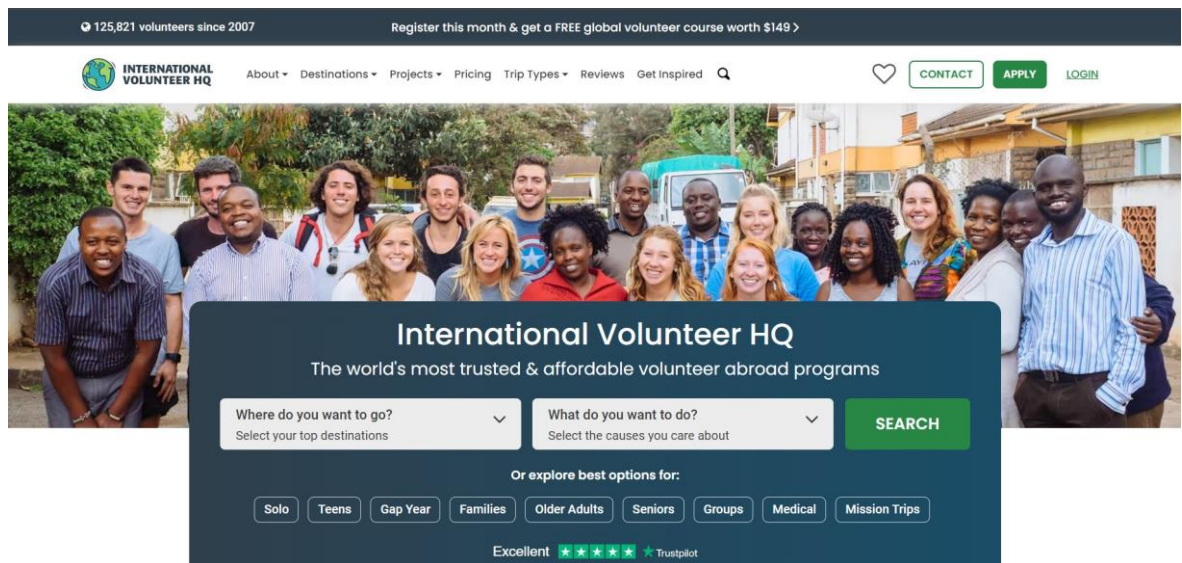 125,821 volunteers since 2007
Register this month & get a FREE global volunteer course worth $149
INTERNATIONAL
VOLUNTEER HQ
About
Destinations
Projects
Pricing
Trip Types
Reviews
Get Inspired
CONTACT
APPLY
LOGIN
International Volunteer HQ
The world's most trusted & affordable volunteer abroad programs
Where do you want to go?
Select your top destinations
What do you want to do?
Select the causes you care about
SEARCH
Or explore best options for:
Solo
Teens
Gap Year
Families
Older Adults
Seniors
Groups
Medical
Mission Trips
Excellent
Trustpilot